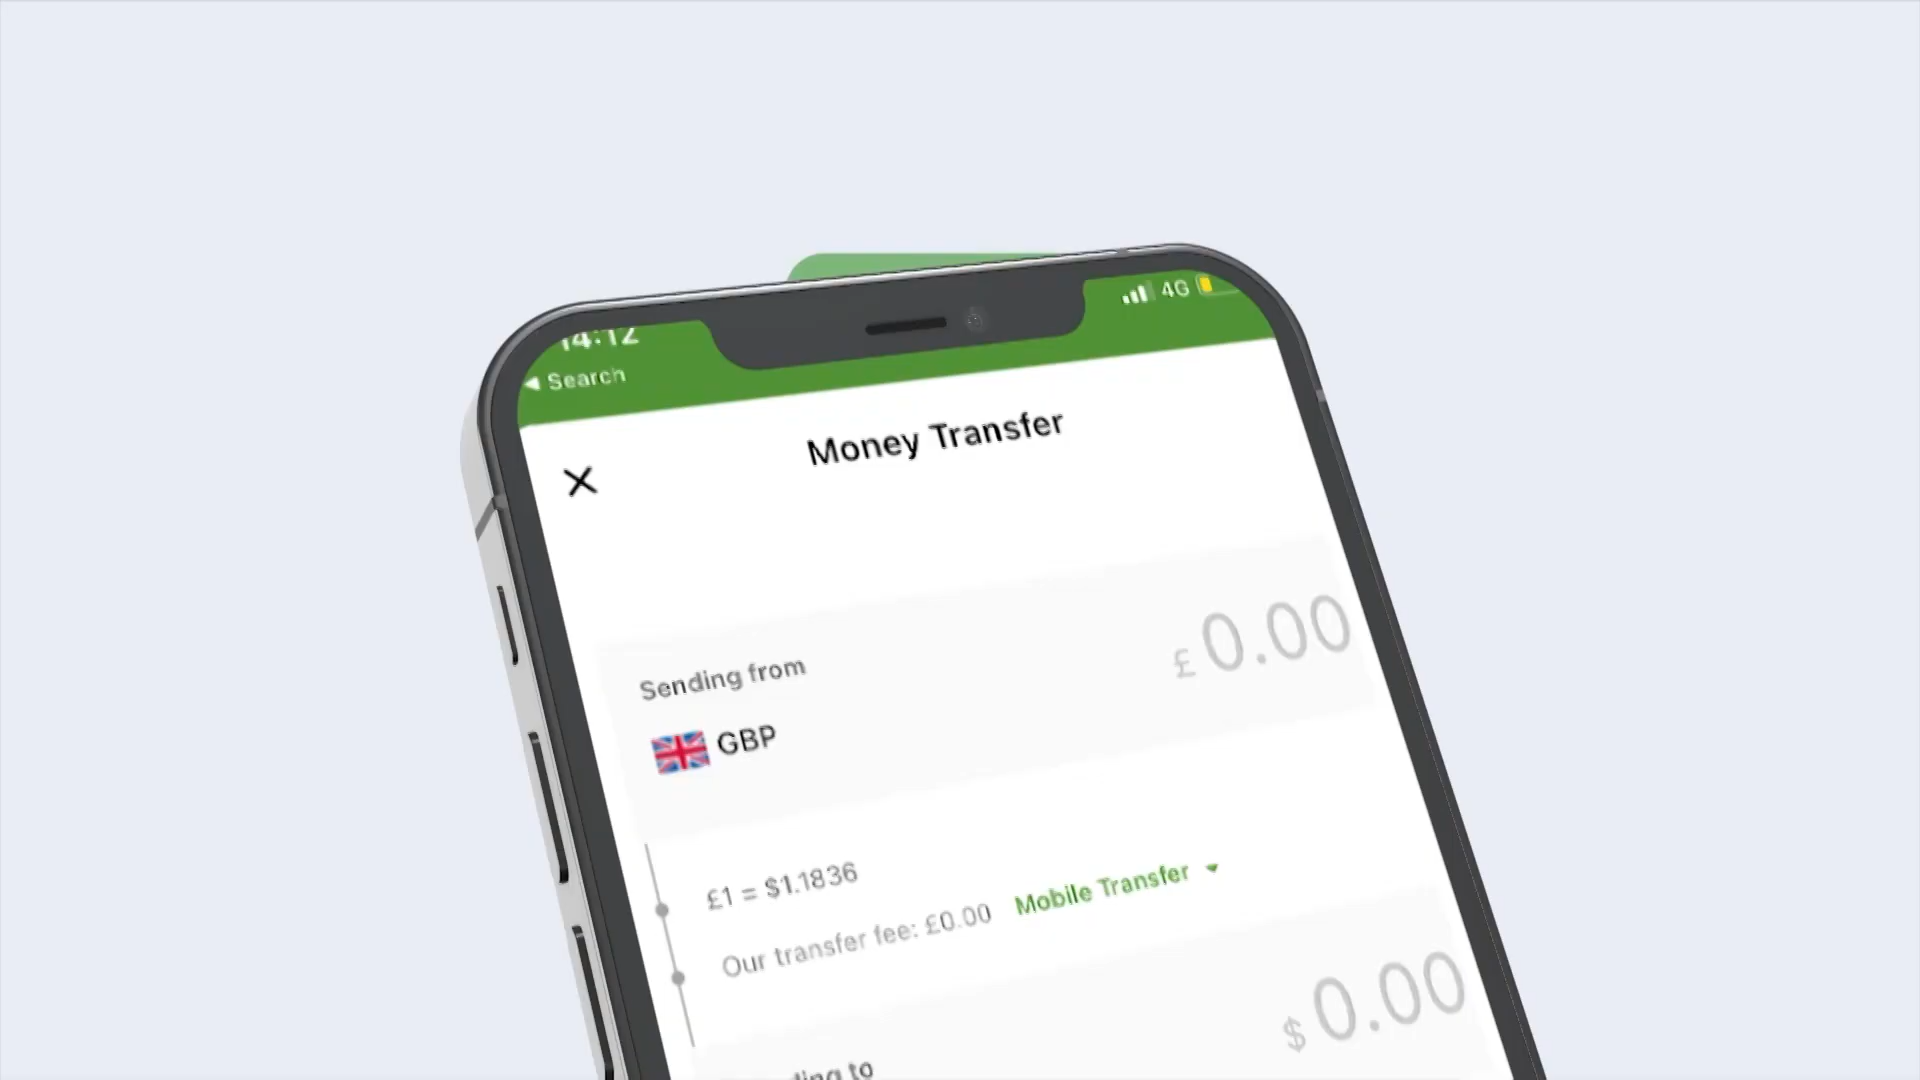 14:12
4G
◀ Search
Money Transfer
Sending from
£0.00
GBP
£1 = $1.1836
Our transfer fee: £0.00 Mobile Transfer
$0.00
to